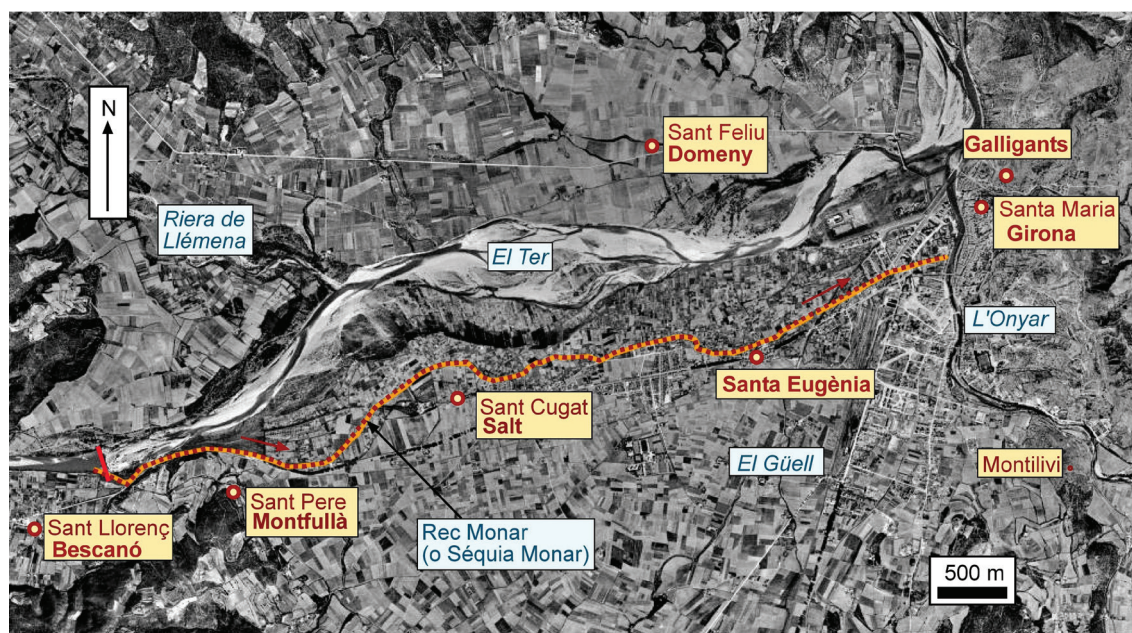 N
Sant Feliu
Domeny
Galligants
Riera de
Llémena
Santa Maria
Girona
El Ter
L'Onyar
Santa Eugènia
Sant Cugat
Salt
El Güell
Montilivi
Sant Pere
Montfullà
Rec Monar
(o Séquia Monar)
Sant Llorenç
Bescanó
500 m